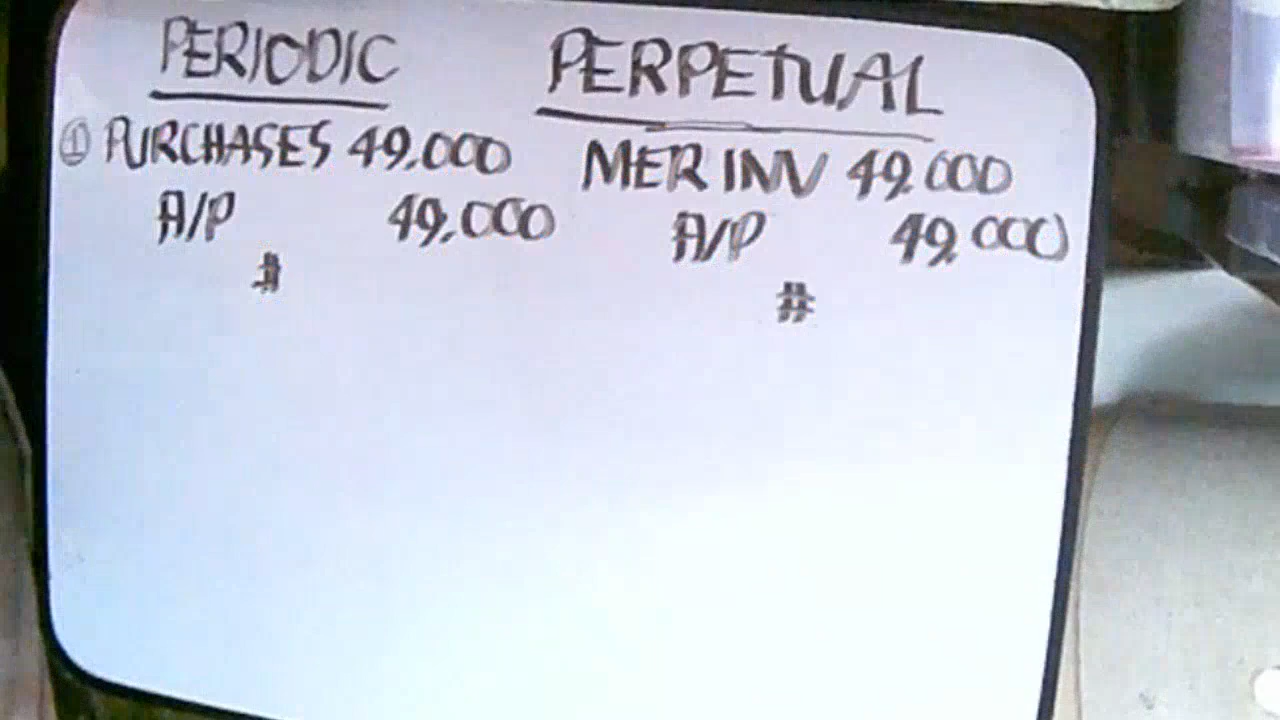 PERIODIC
① PURCHASES 49,000
A/P 49,000
#
PERPETUAL
MER INV 49,000
A/P 49,000
#